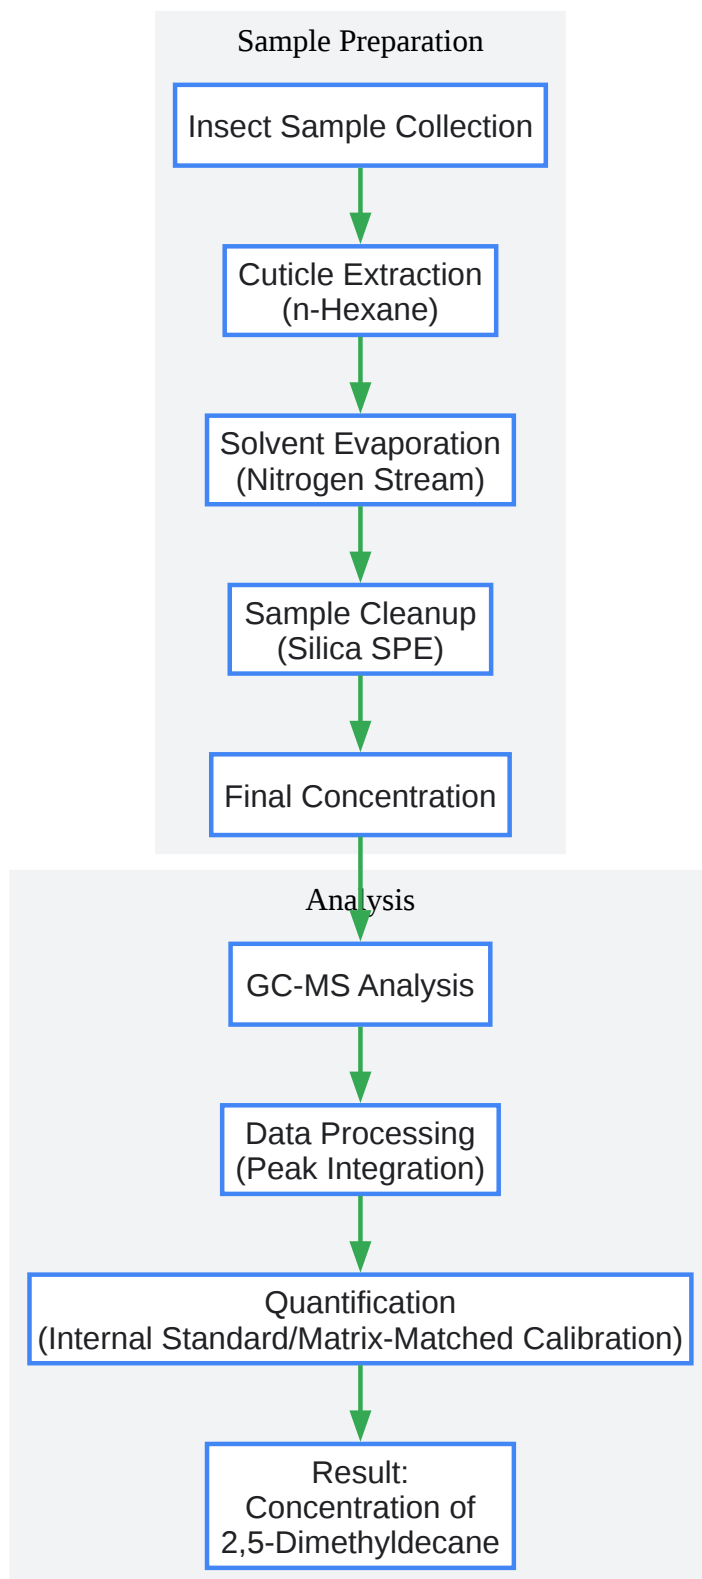 Sample Preparation
Insect Sample Collection
Cuticle Extraction
(n-Hexane)
Solvent Evaporation
(Nitrogen Stream)
Sample Cleanup
(Silica SPE)
Final Concentration
Analysis
GC-MS Analysis
Data Processing
(Peak Integration)
Quantification
(Internal Standard/Matrix-Matched Calibration)
Result:
Concentration of
2,5-Dimethyldecane